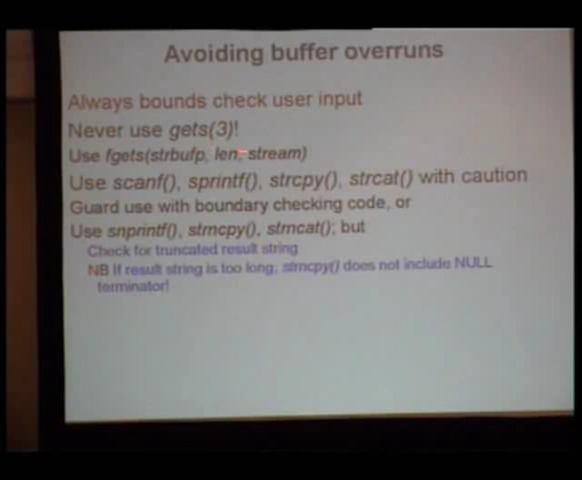 Avoiding buffer overruns
Always bounds check user input
Never use gets(3)!
Use fgets(strbufp, len, stream)
Use scanf(), sprintf(), strcpy(), strcat() with caution
Guard use with boundary checking code, or
Use snprintf(), strncpy(), strncat(); but
Check for truncated result string
NB If result string is too long, strncpy() does not include NULL
terminator!